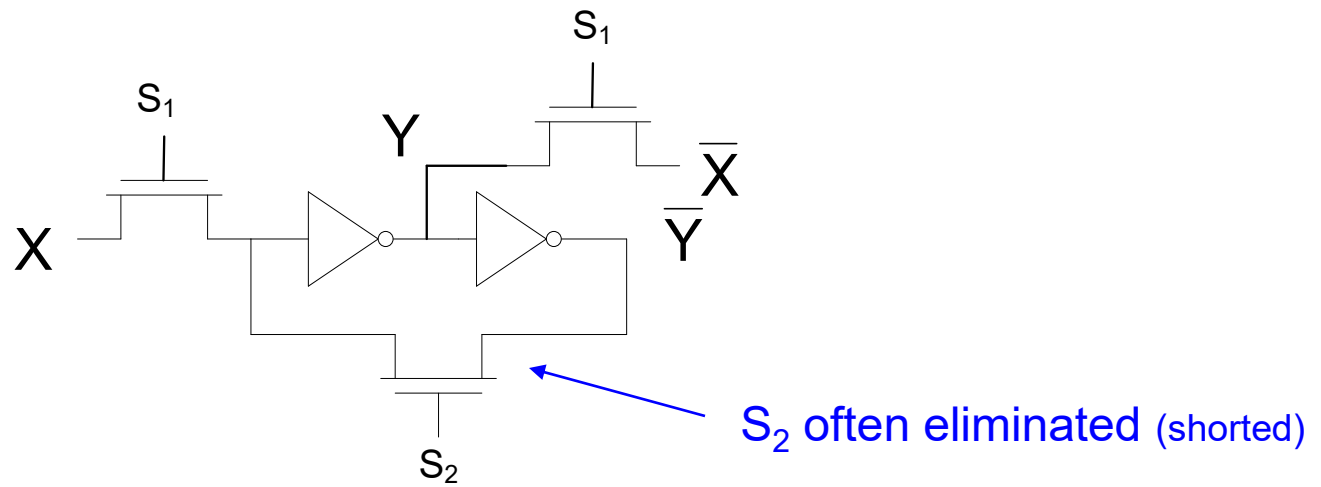 S₁
S₁
Y
X̅
X
Y̅
S₂ often eliminated (shorted)
S₂